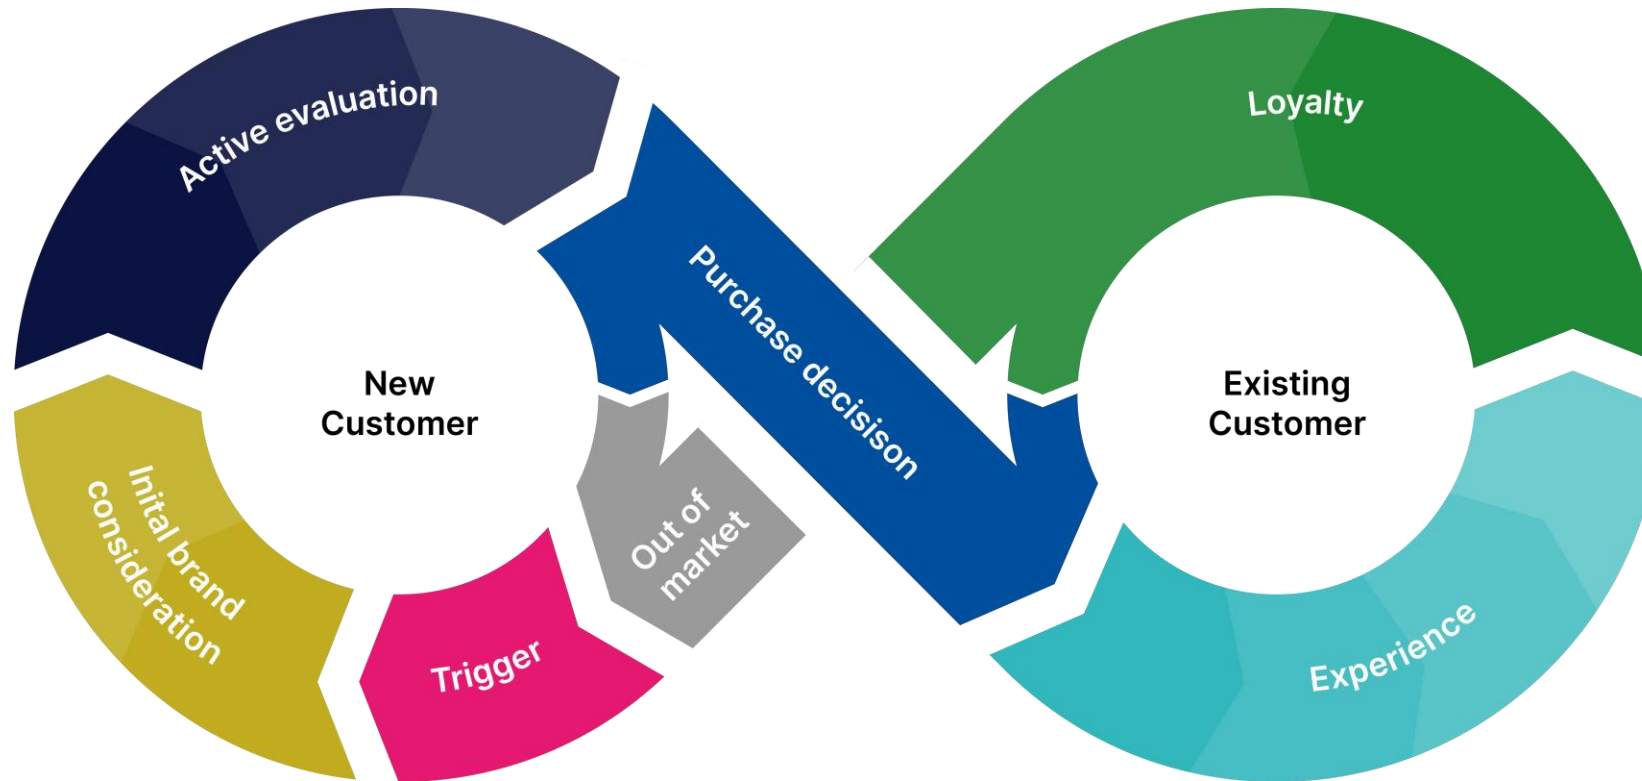 Active evaluation
Loyalty
Purchase decisison
New
Customer
Existing
Customer
Inital brand
consideration
Out of
market
Trigger
Experience